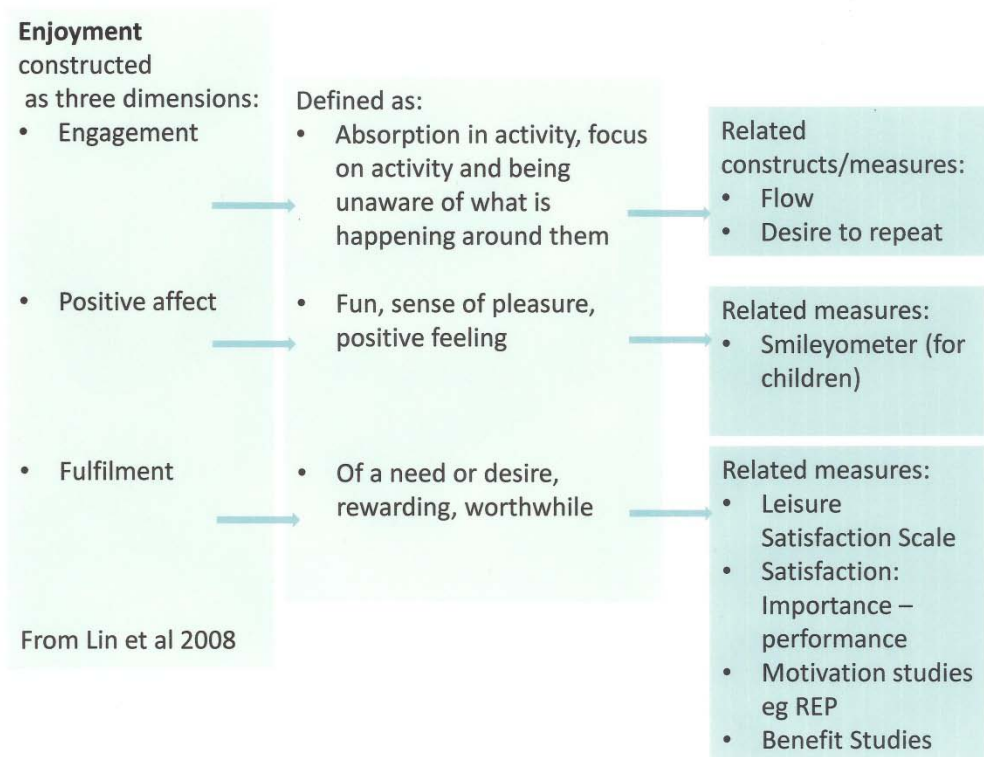 Enjoyment
constructed
as three dimensions:
• Engagement
• Positive affect
• Fulfilment
From Lin et al 2008
Defined as:
• Absorption in activity, focus
on activity and being
unaware of what is
happening around them
• Fun, sense of pleasure,
positive feeling
• Of a need or desire,
rewarding, worthwhile
Related
constructs/measures:
• Flow
• Desire to repeat
Related measures:
• Smileyometer (for
children)
Related measures:
• Leisure
Satisfaction Scale
• Satisfaction:
Importance –
performance
• Motivation studies
eg REP
• Benefit Studies